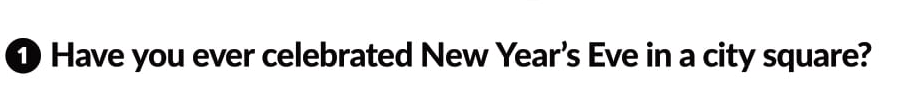 1 Have you ever celebrated New Year’s Eve in a city square?